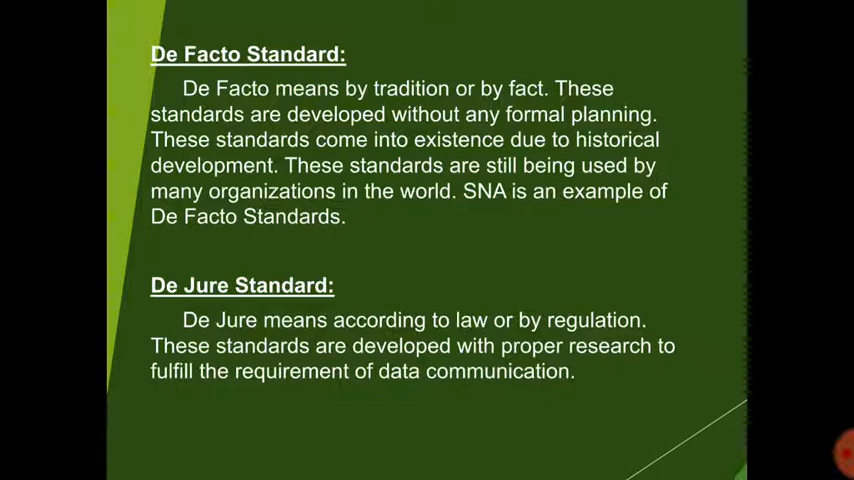 De Facto Standard:
De Facto means by tradition or by fact. These
standards are developed without any formal planning.
These standards come into existence due to historical
development. These standards are still being used by
many organizations in the world. SNA is an example of
De Facto Standards.
De Jure Standard:
De Jure means according to law or by regulation.
These standards are developed with proper research to
fulfill the requirement of data communication.